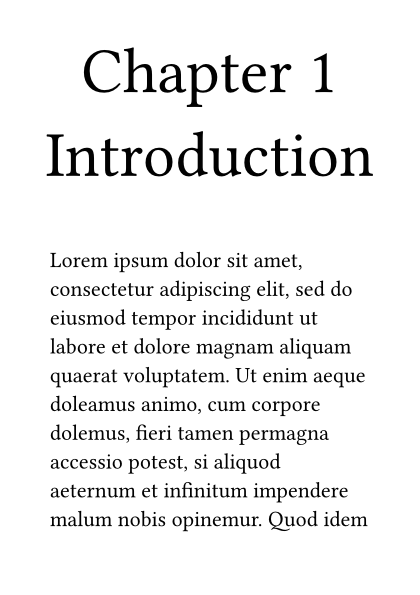 Chapter 1
Introduction
Lorem ipsum dolor sit amet,
consectetur adipiscing elit, sed do
eiusmod tempor incididunt ut
labore et dolore magnam aliquam
quaerat voluptatem. Ut enim aeque
doleamus animo, cum corpore
dolemus, fieri tamen permagna
accessio potest, si aliquod
aeternum et infinitum impendere
malum nobis opinemur. Quod idem